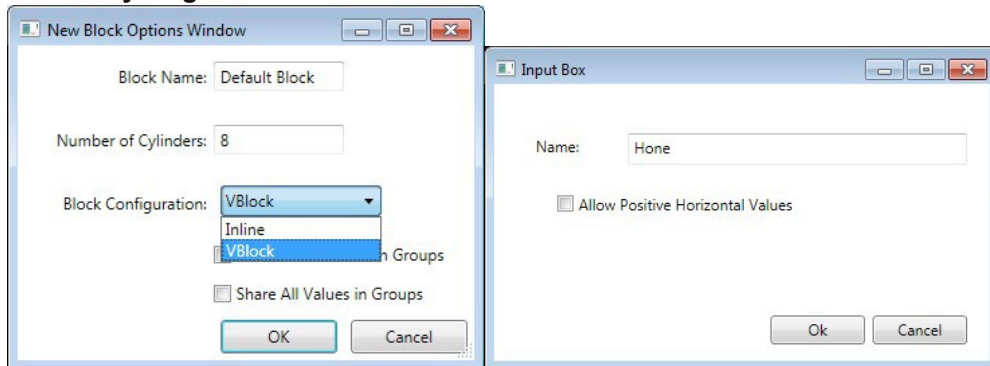 New Block Options Window
Block Name: Default Block
Number of Cylinders: 8
Block Configuration: VBlock
Inline
VBlock
n Groups
Share All Values in Groups
OK Cancel
Input Box
Name: Hone
Allow Positive Horizontal Values
Ok Cancel